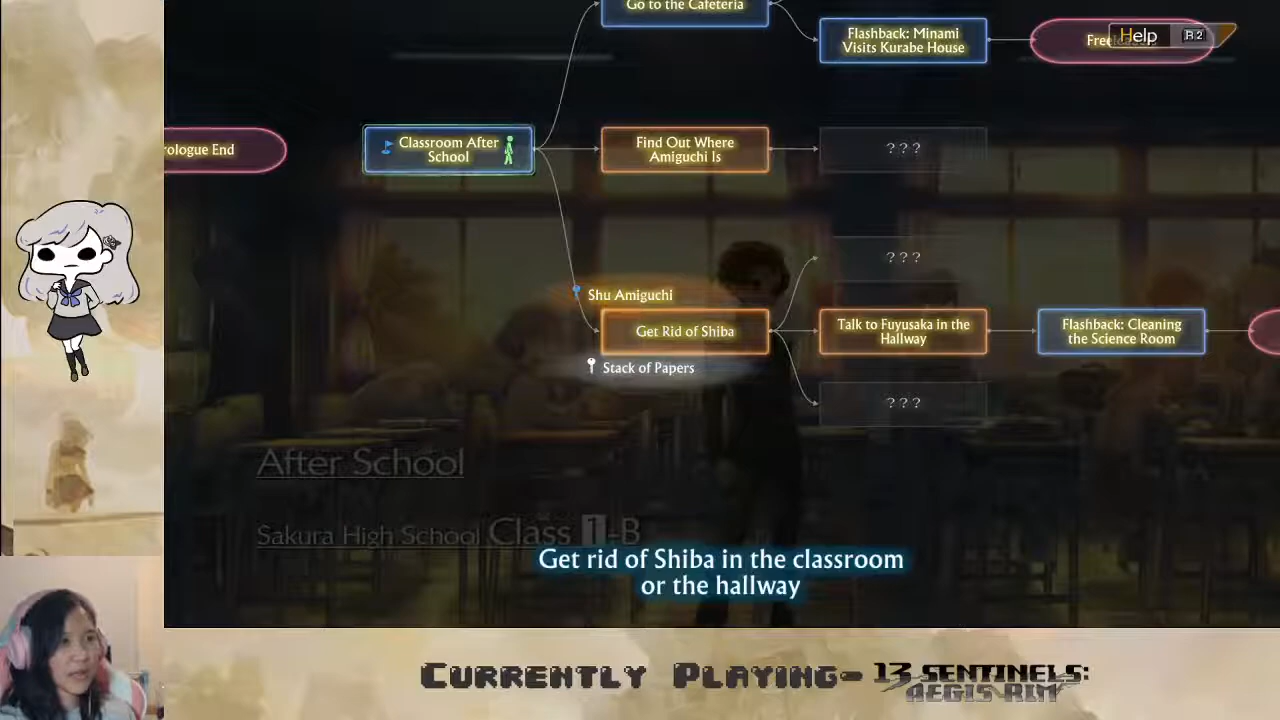 Go to the Cafeteria
Flashback: Minami
Visits Kurabe House
Help
R2
rologue End
Classroom After
School
Find Out Where
Amiguchi Is
???
???
Shu Amiguchi
Get Rid of Shiba
Talk to Fuyusaka in the
Hallway
Flashback: Cleaning
the Science Room
Stack of Papers
???
After School
Sakura High School Class 1-B
Get rid of Shiba in the classroom
or the hallway
Currently Playing- 13 SENTINELS:
AEGIS RIM